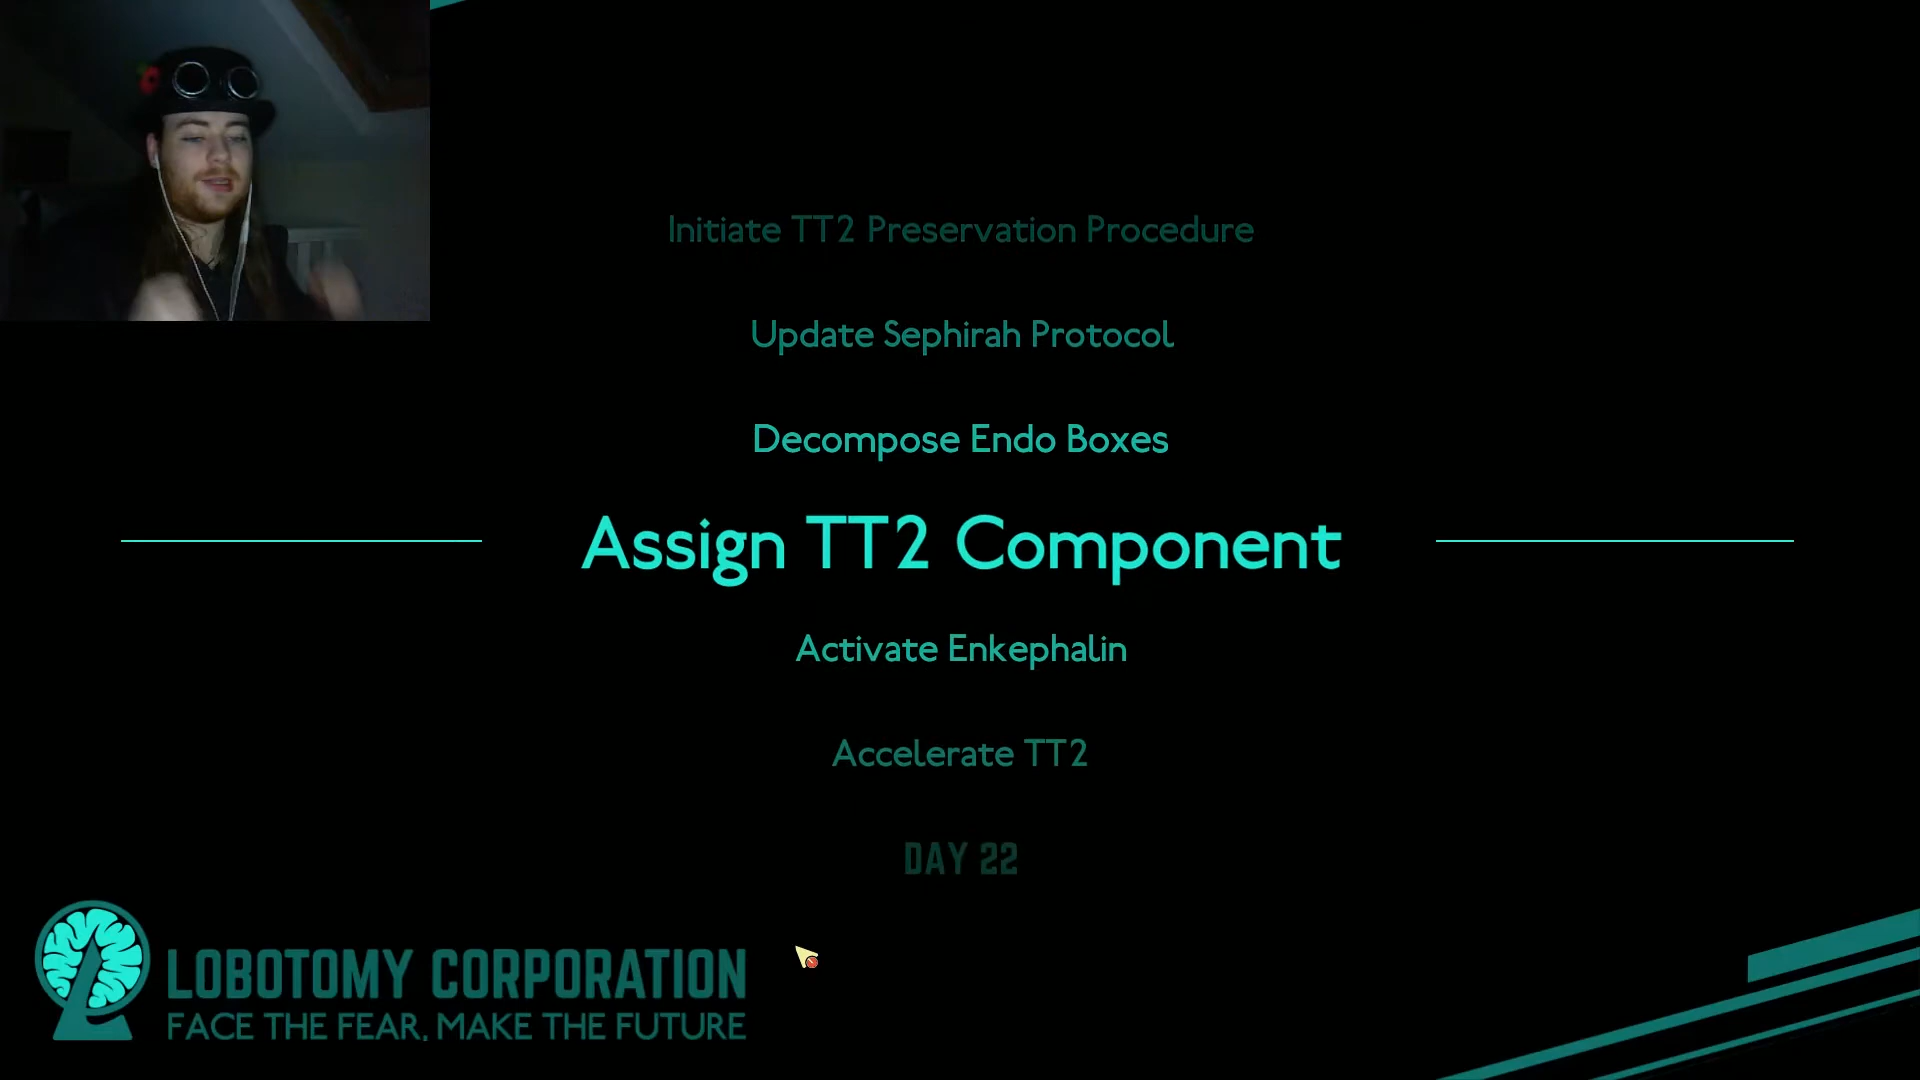 Initiate TT2 Preservation Procedure
Update Sephirah Protocol
Decompose Endo Boxes
Assign TT2 Component
Activate Enkephalin
Accelerate TT2
DAY 22
LOBOTOMY CORPORATION
FACE THE FEAR, MAKE THE FUTURE